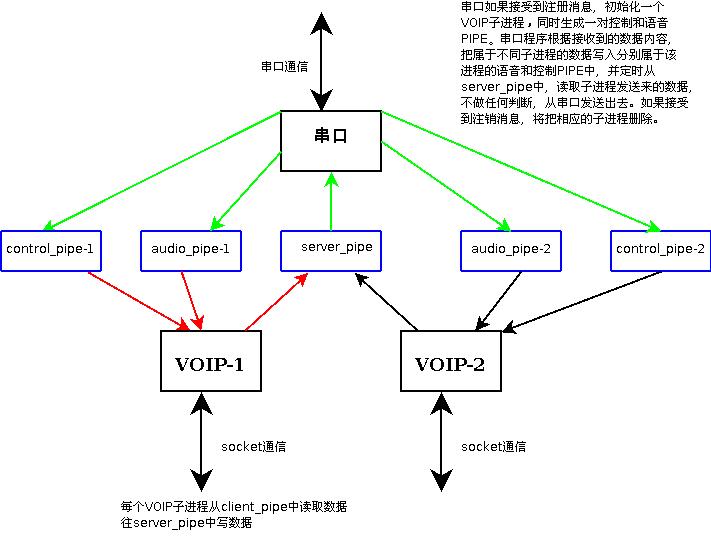 串口如果接受到注册消息，初始化一个
VOIP子进程，同时生成一对控制和语音
PIPE。串口程序根据接收到的数据内容，
把属于不同子进程的数据写入分别属于该
进程的语音和控制PIPE中，并定时从
server_pipe中，读取子进程发送来的数据，
不做任何判断，从串口发送出去。如果接受
到注销消息，将把相应的子进程删除。
串口通信
串口
control_pipe-1
audio_pipe-1
server_pipe
audio_pipe-2
control_pipe-2
VOIP-1
VOIP-2
socket通信
socket通信
每个VOIP子进程从client_pipe中读取数据
往server_pipe中写数据